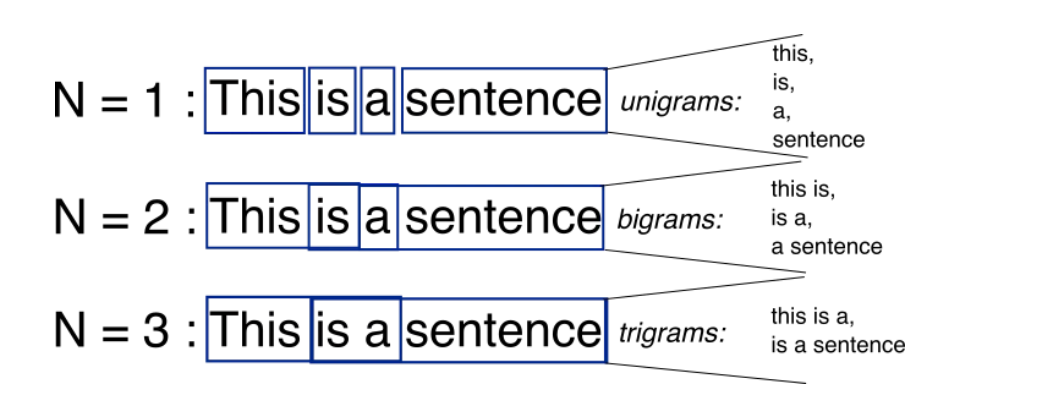 N = 1 : This is a sentence unigrams:
this,
is,
a,
sentence
N = 2 : This is a sentence bigrams:
this is,
is a,
a sentence
N = 3 : This is a sentence trigrams:
this is a,
is a sentence